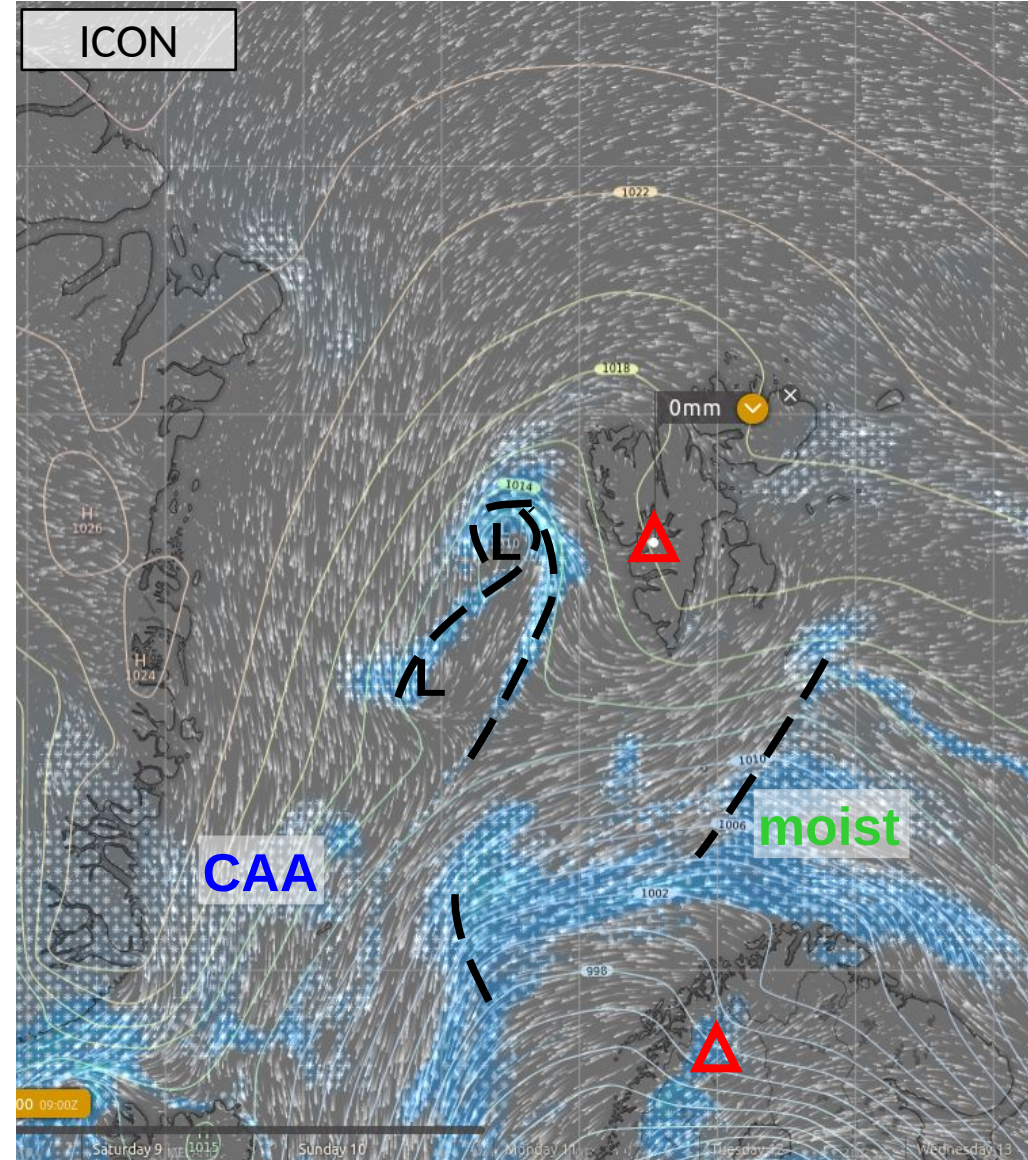 ICON
1022
1018
0mm
1014
H
1026
L
H
1024
L
1010
moist
1006
CAA
1002
998
00 09:00Z
Saturday 9
1015
Sunday 10
Monday 11
Tuesday 12
Wednesday 13